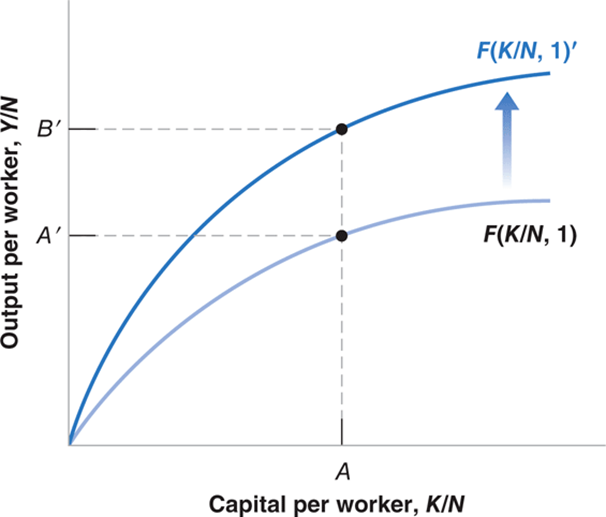 F(K/N, 1)′
B′
A′
F(K/N, 1)
Output per worker, Y/N
A
Capital per worker, K/N